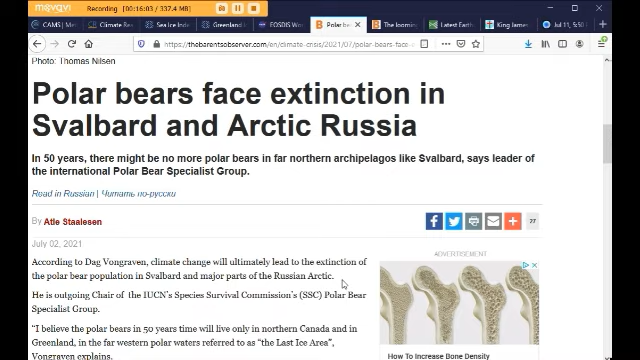 movavi
Recording 00:16:03 / 337.4 M
CAMS | Me
Climate Be
Sea Ice Inde
Greenland I
EOSDIS Wo
Polar be
The loomin
Latest Earth
King James
Jul 11, 5:50
https://thebarentsobserver.com/en/climate-crisis/2021/07/polar-bears-face-e
Photo: Thomas Nilsen
Polar bears face extinction in
Svalbard and Arctic Russia
In 50 years, there might be no more polar bears in far northern archipelagos like Svalbard, says leader of
the international Polar Bear Specialist Group.
Read in Russian | Читать по-русски
By Atle Staalesen
27
July 02, 2021
ADVERTISEMENT
According to Dag Vongraven, climate change will ultimately lead to the extinction of
the polar bear population in Svalbard and major parts of the Russian Arctic.
He is outgoing Chair of the IUCN's Species Survival Commission's (SSC) Polar Bear
Specialist Group.
"I believe the polar bears in 50 years time will live only in northern Canada and in
Greenland, in the far western polar waters referred to as "the Last Ice Area",
Vongraven explains.
How To Increase Bone Density